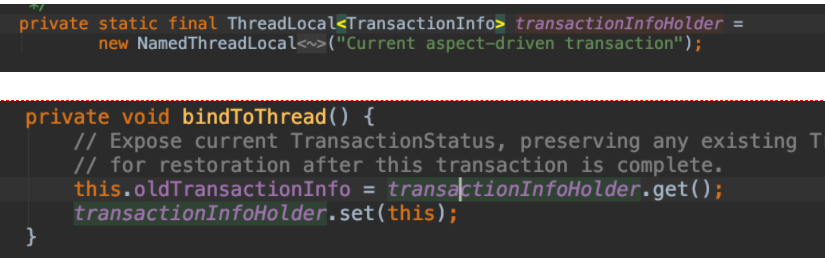 */
private static final ThreadLocal<TransactionInfo> transactionInfoHolder =
new NamedThreadLocal<~>("Current aspect-driven transaction");
private void bindToThread() {
// Expose current TransactionStatus, preserving any existing T
// for restoration after this transaction is complete.
this.oldTransactionInfo = transactionInfoHolder.get();
transactionInfoHolder.set(this);
}